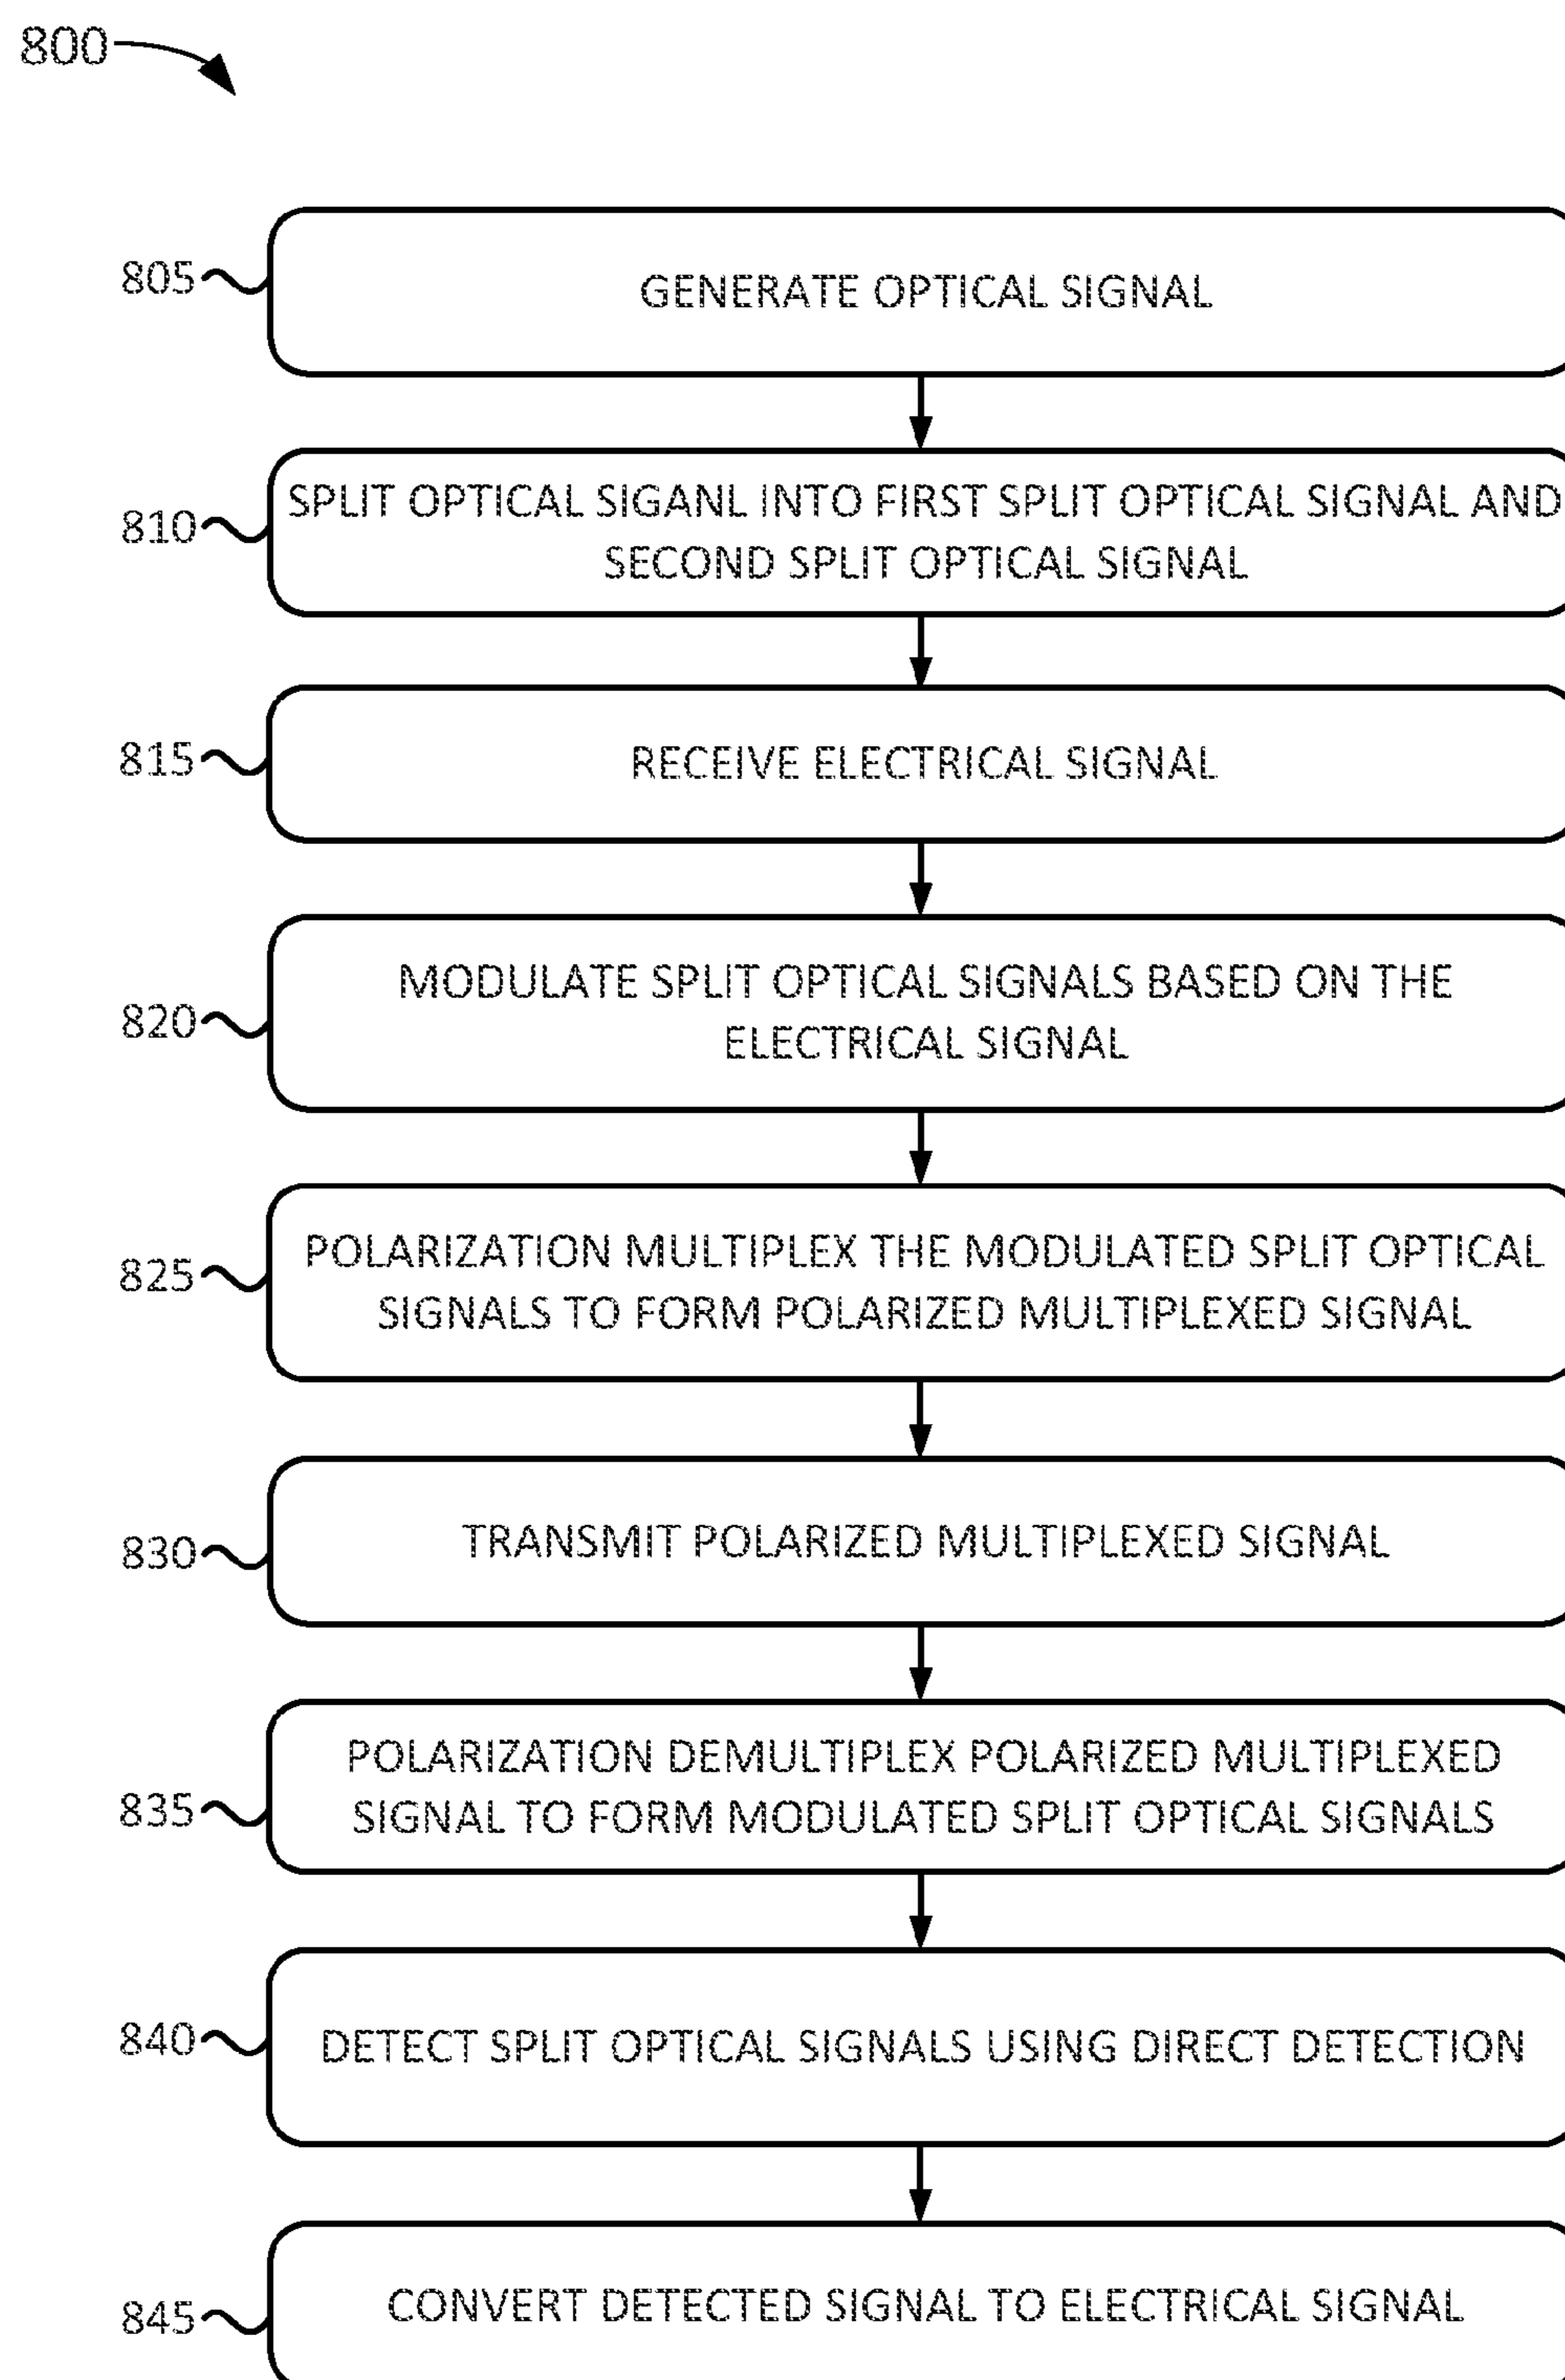 800
805
GENERATE OPTICAL SIGNAL
810
SPLIT OPTICAL SIGANL INTO FIRST SPLIT OPTICAL SIGNAL AND
SECOND SPLIT OPTICAL SIGNAL
815
RECEIVE ELECTRICAL SIGNAL
820
MODULATE SPLIT OPTICAL SIGNALS BASED ON THE
ELECTRICAL SIGNAL
825
POLARIZATION MULTIPLEX THE MODULATED SPLIT OPTICAL
SIGNALS TO FORM POLARIZED MULTIPLEXED SIGNAL
830
TRANSMIT POLARIZED MULTIPLEXED SIGNAL
835
POLARIZATION DEMULTIPLEX POLARIZED MULTIPLEXED
SIGNAL TO FORM MODULATED SPLIT OPTICAL SIGNALS
840
DETECT SPLIT OPTICAL SIGNALS USING DIRECT DETECTION
845
CONVERT DETECTED SIGNAL TO ELECTRICAL SIGNAL